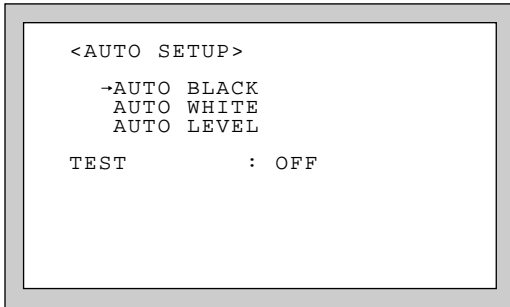 <AUTO SETUP>
→AUTO BLACK
AUTO WHITE
AUTO LEVEL
TEST : OFF